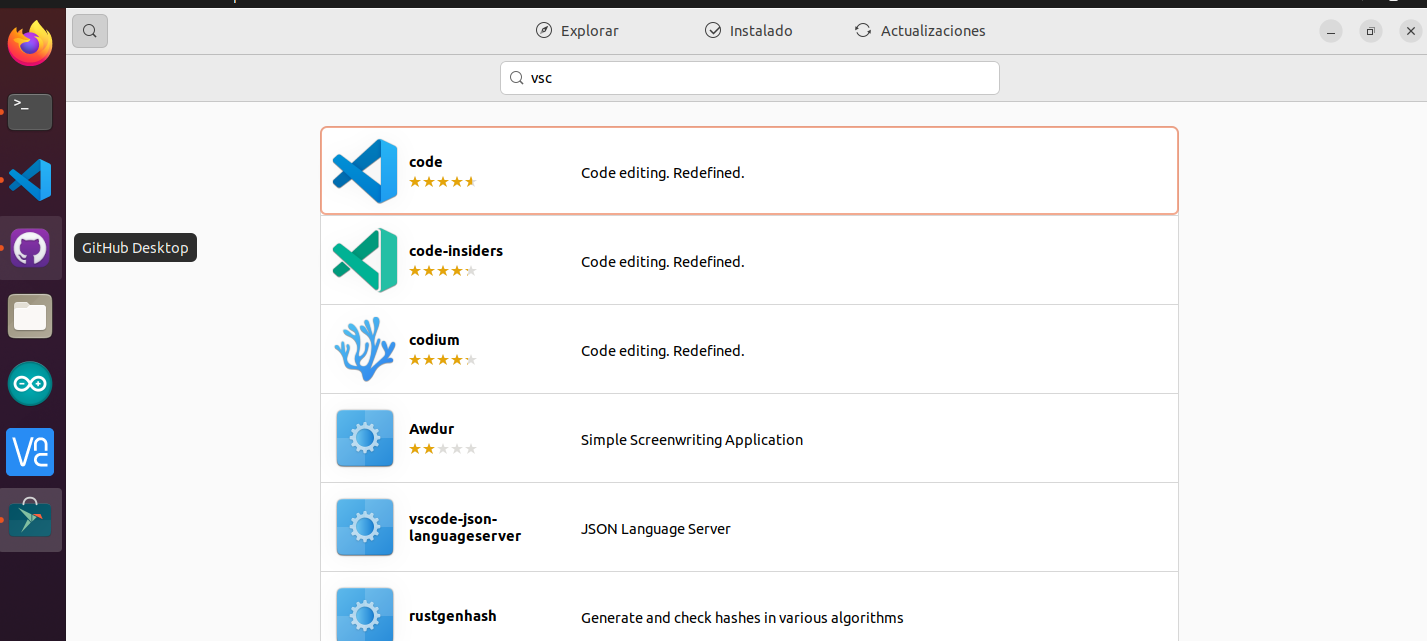 Explorar
Instalado
Actualizaciones
vsc
code
Code editing. Redefined.
code-insiders
Code editing. Redefined.
GitHub Desktop
codium
Code editing. Redefined.
Awdur
Simple Screenwriting Application
vscode-json-
languageserver
JSON Language Server
rustgenhash
Generate and check hashes in various algorithms
>_
V2